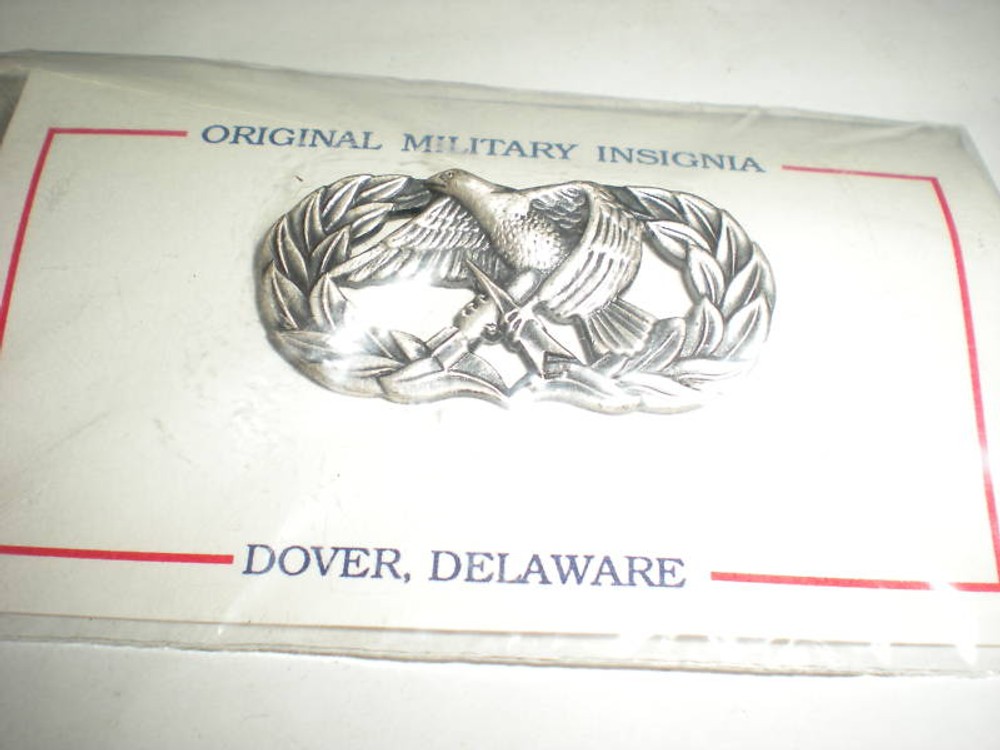 ORIGINAL MILITARY INSIGNIA
DOVER, DELAWARE